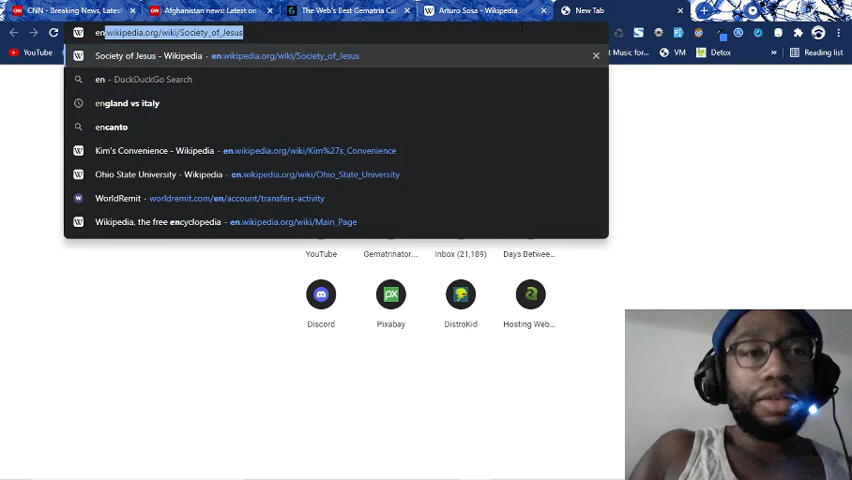 CNN - Breaking News, Latest
Afghanistan news: Latest on
The Web's Best Gematria Cal
Arturo Sosa - Wikipedia
New Tab
en.wikipedia.org/wiki/Society_of_Jesus
YouTube
Music for...
VM
Detox
Reading list
Society of Jesus - Wikipedia - en.wikipedia.org/wiki/Society_of_Jesus
en - DuckDuckGo Search
england vs italy
encanto
Kim's Convenience - Wikipedia - en.wikipedia.org/wiki/Kim%27s_Convenience
Ohio State University - Wikipedia - en.wikipedia.org/wiki/Ohio_State_University
WorldRemit - worldremit.com/en/account/transfers-activity
Wikipedia, the free encyclopedia - en.wikipedia.org/wiki/Main_Page
YouTube
Gematrinator...
Inbox (21,189)
Days Betwee...
Discord
Pixabay
DistroKid
Hosting Web...